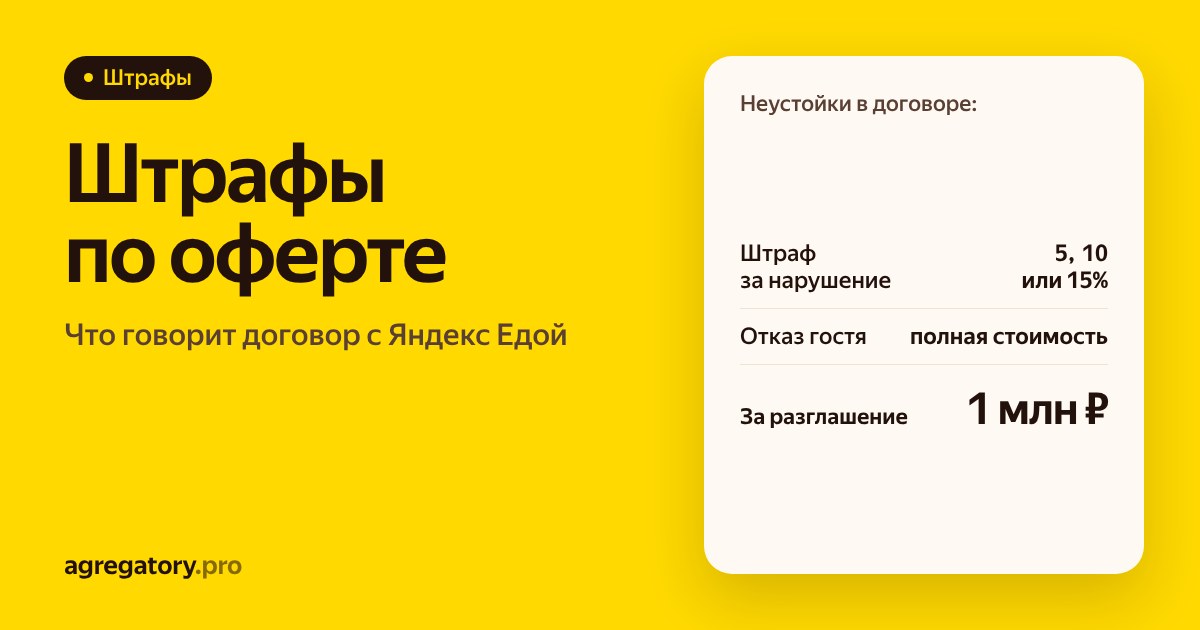 Штрафы
Штрафы
по оферте
Что говорит договор с Яндекс Едой
agregatory.pro
Неустойки в договоре:
Штраф
за нарушение
5, 10
или 15%
Отказ гостя полная стоимость
За разглашение 1 млн ₽